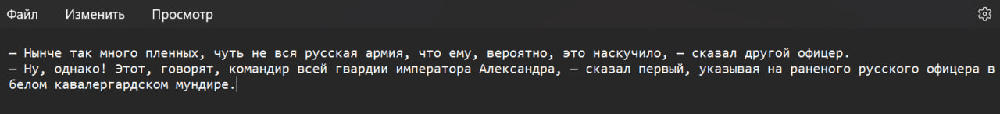 Файл Изменить Просмотр
— Нынче так много пленных, чуть не вся русская армия, что ему, вероятно, это наскучило, — сказал другой офицер.
— Ну, однако! Этот, говорят, командир всей гвардии императора Александра, — сказал первый, указывая на раненого русского офицера в
белом кавалергардском мундире.